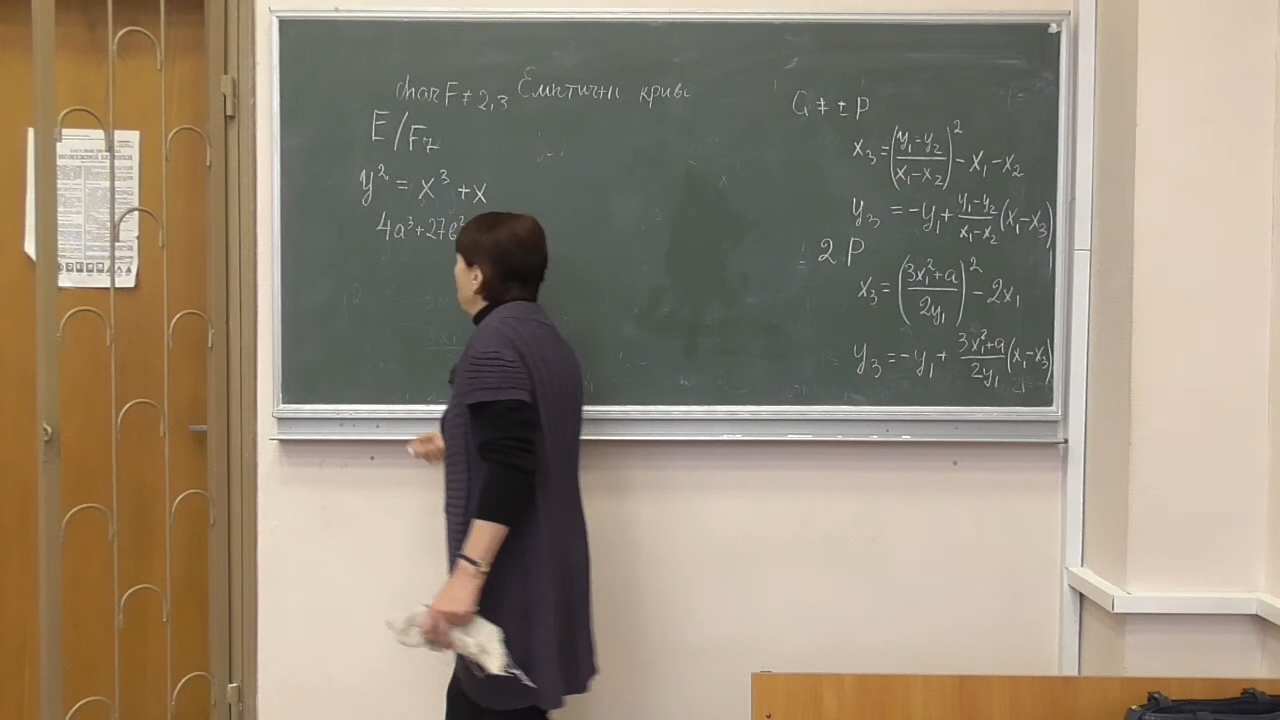 char F ≠ 2,3 Еліптичні криві
E/F₇
y² = x³ + x
4a³+27b²
Q ≠ ± P
x₃ = ((y₁-y₂)/(x₁-x₂))² - x₁ - x₂
y₃ = -y₁ + (y₁-y₂)/(x₁-x₂) (x₁-x₃)
2P
x₃ = ((3x₁²+a)/(2y₁))² - 2x₁
y₃ = -y₁ + (3x₁²+a)/(2y₁) (x₁-x₃)